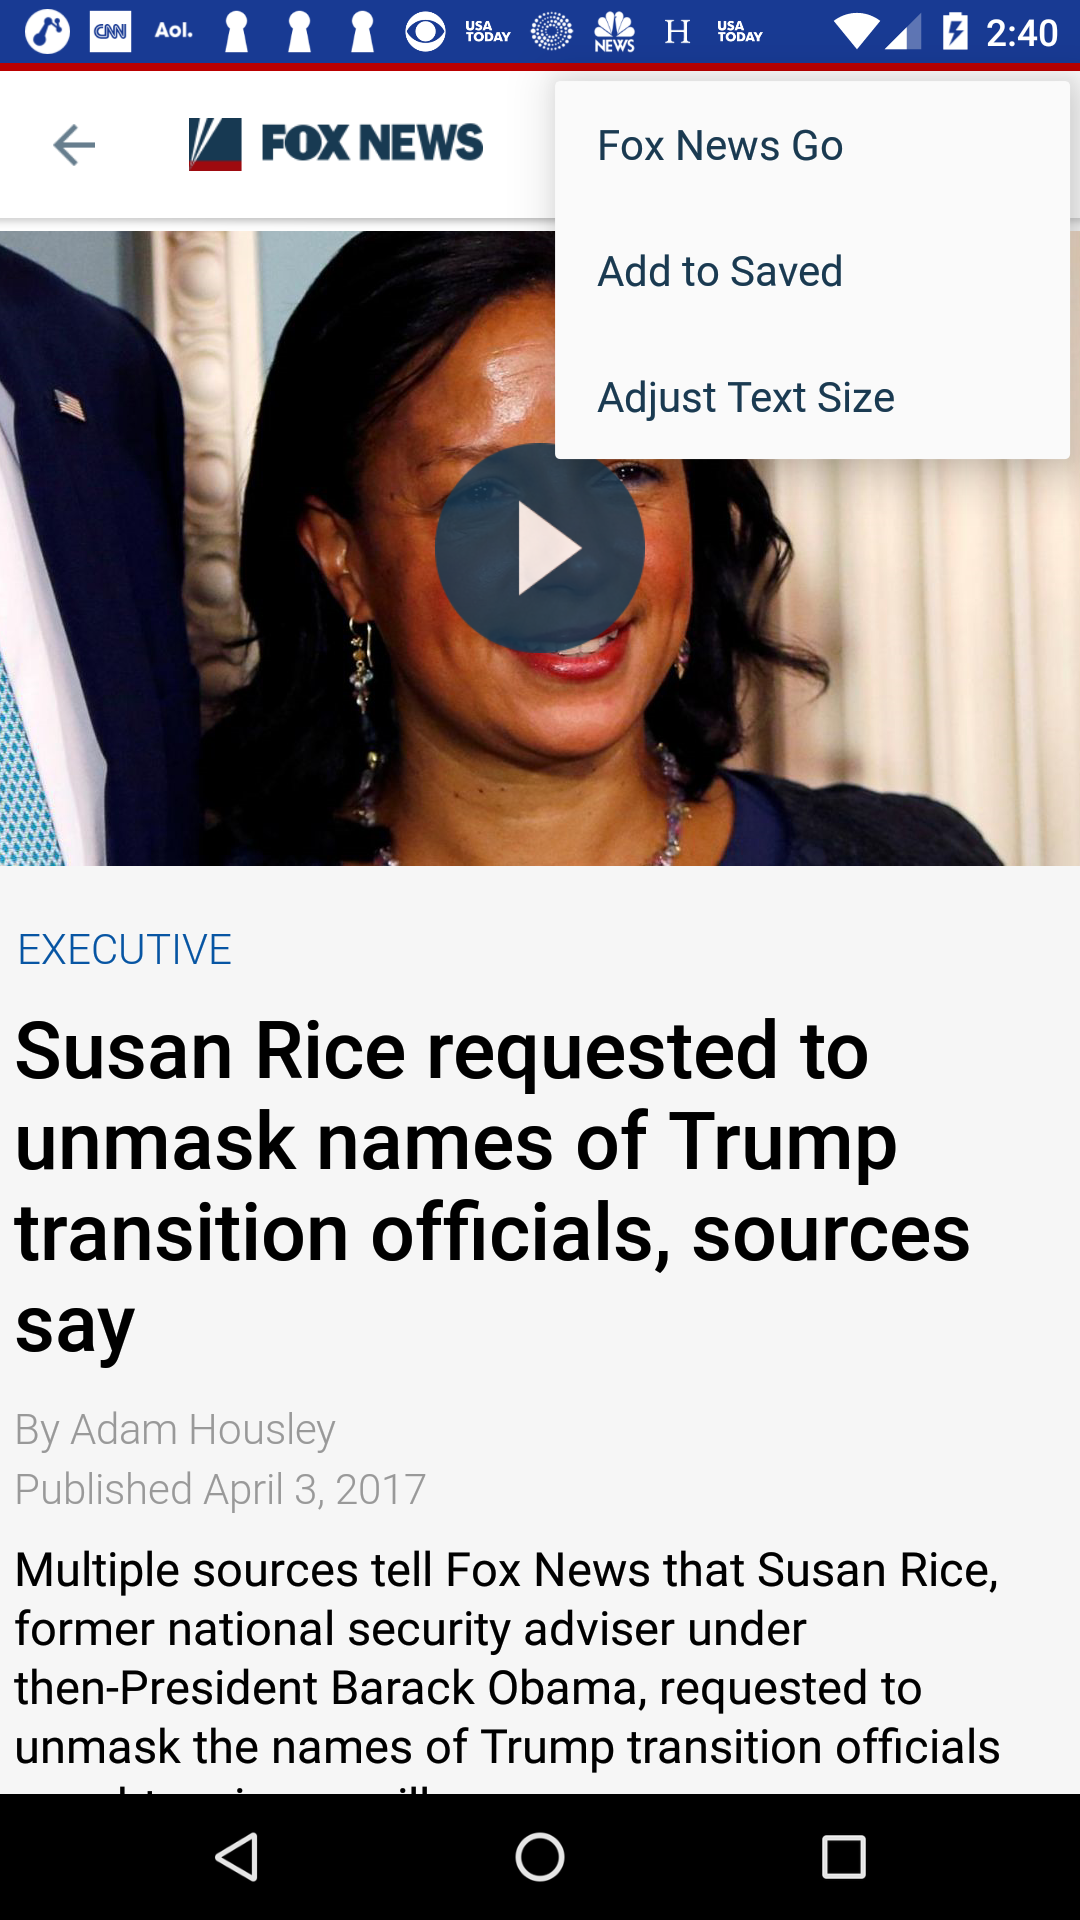 CNN Aol. USA TODAY NEWS H USA TODAY 2:40
FOX NEWS
Fox News Go
Add to Saved
Adjust Text Size
EXECUTIVE
Susan Rice requested to
unmask names of Trump
transition officials, sources
say
By Adam Housley
Published April 3, 2017
Multiple sources tell Fox News that Susan Rice,
former national security adviser under
then-President Barack Obama, requested to
unmask the names of Trump transition officials